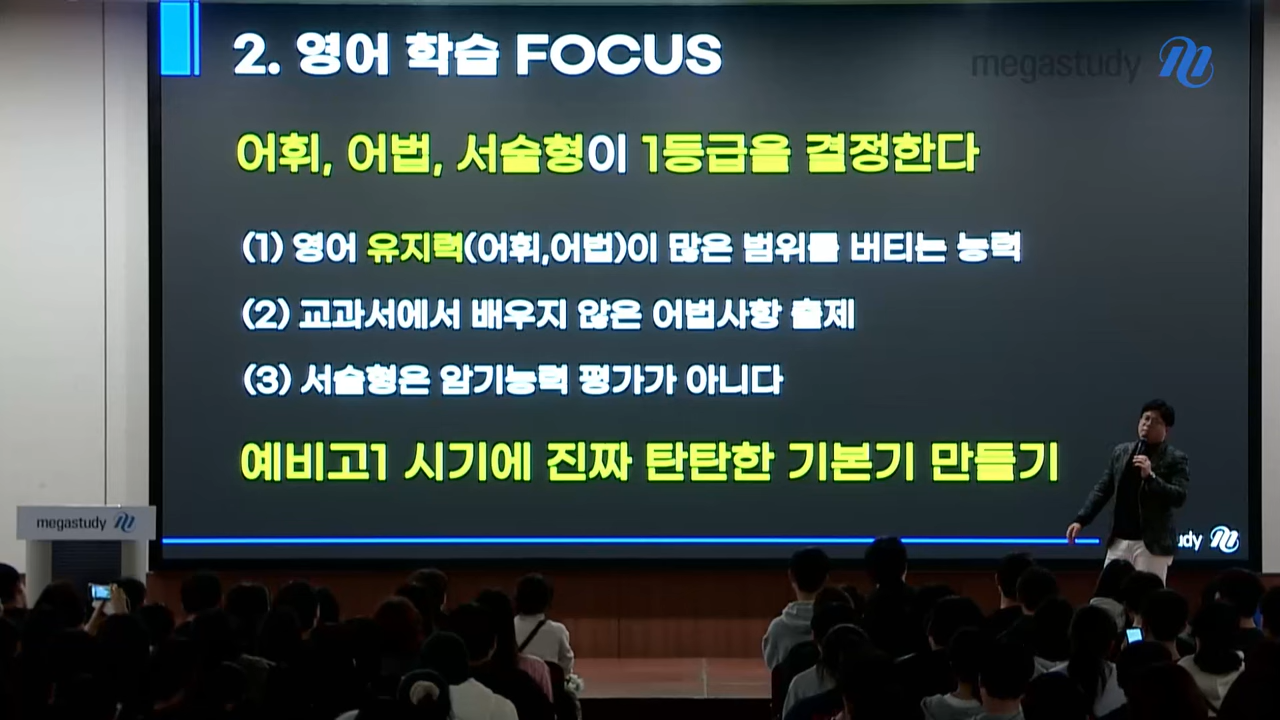 2. 영어 학습 FOCUS
megastudy
어휘, 어법, 서술형이 1등급을 결정한다
(1) 영어 유지력(어휘,어법)이 많은 범위를 버티는 능력
(2) 교과서에서 배우지 않은 어법사항 출제
(3) 서술형은 암기능력 평가가 아니다
예비고1 시기에 진짜 탄탄한 기본기 만들기
megastudy
udy